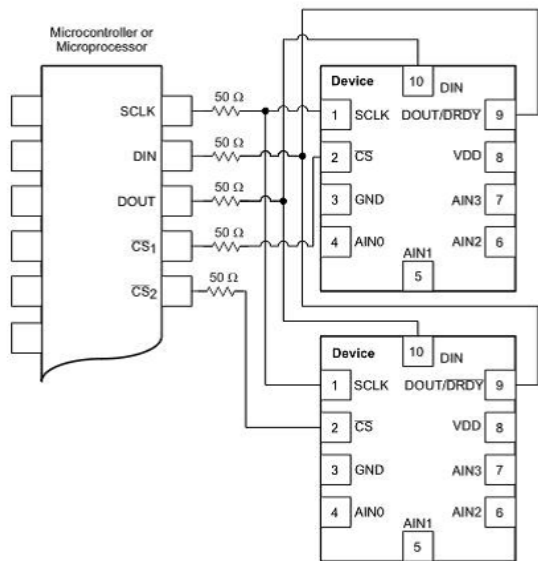 Microcontroller or
Microprocessor
SCLK
50 Ω
DIN
50 Ω
DOUT
50 Ω
CS1
50 Ω
CS2
50 Ω
Device
10
DIN
1
SCLK
DOUT/DRDY
9
2
CS
VDD
8
3
GND
AIN3
7
4
AIN0
AIN2
6
AIN1
5
Device
10
DIN
1
SCLK
DOUT/DRDY
9
2
CS
VDD
8
3
GND
AIN3
7
4
AIN0
AIN2
6
AIN1
5